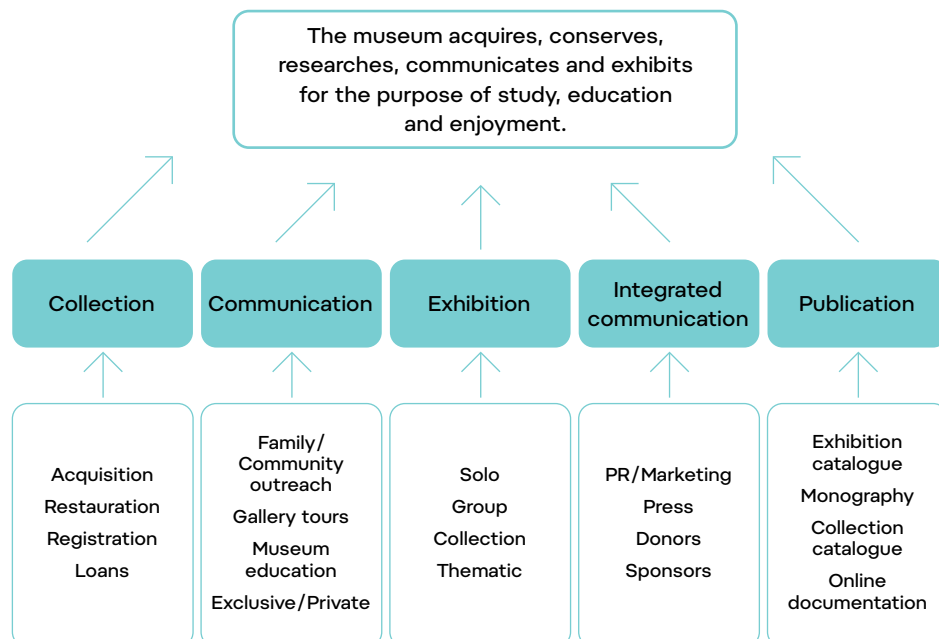 The museum acquires, conserves,
researches, communicates and exhibits
for the purpose of study, education
and enjoyment.
Collection
Communication
Exhibition
Integrated
communication
Publication
Acquisition
Restauration
Registration
Loans
Family/
Community
outreach
Gallery tours
Museum
education
Exclusive/Private
Solo
Group
Collection
Thematic
PR/Marketing
Press
Donors
Sponsors
Exhibition
catalogue
Monography
Collection
catalogue
Online
documentation